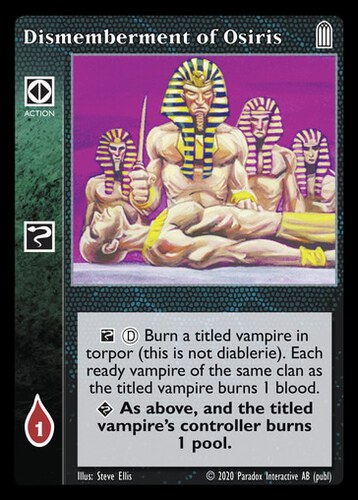 Dismemberment of Osiris
ACTION
D Burn a titled vampire in
torpor (this is not diablerie). Each
ready vampire of the same clan as
the titled vampire burns 1 blood.
As above, and the titled
vampire's controller burns
1 pool.
1
Illus: Steve Ellis
© 2020 Paradox Interactive AB (publ)